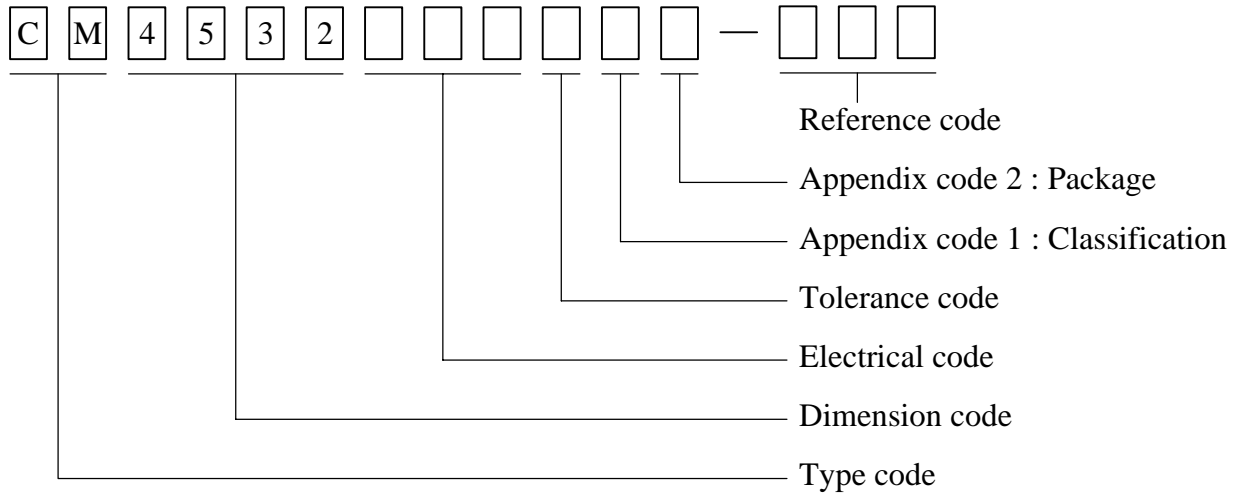 C M 4 5 3 2 —
Reference code
Appendix code 2 : Package
Appendix code 1 : Classification
Tolerance code
Electrical code
Dimension code
Type code